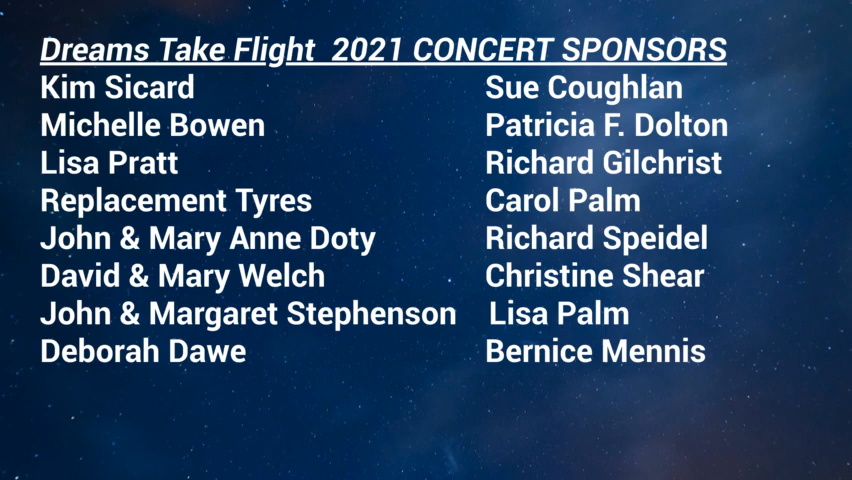 Dreams Take Flight  2021 CONCERT SPONSORS
Kim Sicard Sue Coughlan
Michelle Bowen Patricia F. Dolton
Lisa Pratt Richard Gilchrist
Replacement Tyres Carol Palm
John & Mary Anne Doty Richard Speidel
David & Mary Welch Christine Shear
John & Margaret Stephenson Lisa Palm
Deborah Dawe Bernice Mennis